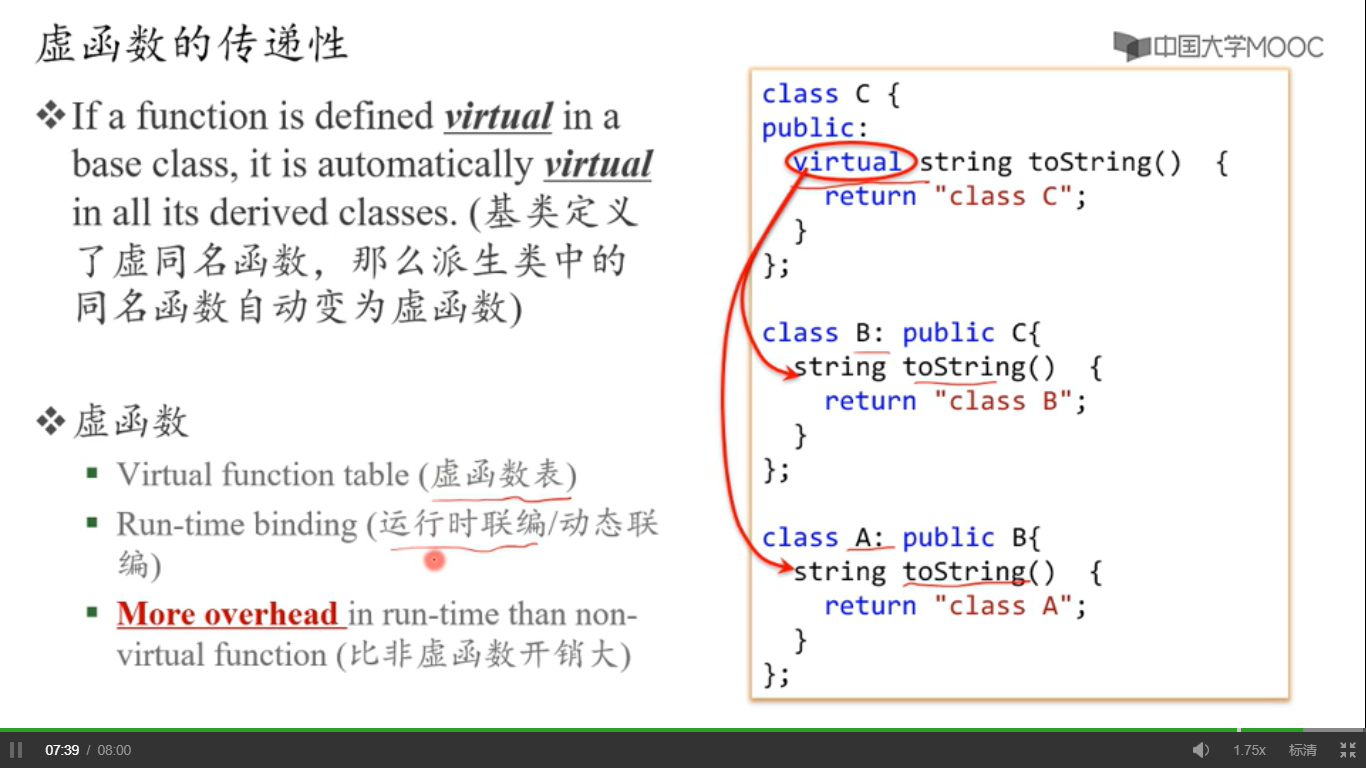 虚函数的传递性
中国大学MOOC
❖If a function is defined virtual in a
base class, it is automatically virtual
in all its derived classes. (基类定义
了虚同名函数，那么派生类中的
同名函数自动变为虚函数)
❖虚函数
▪ Virtual function table (虚函数表)
▪ Run-time binding (运行时联编/动态联
编)
▪ More overhead in run-time than non-
virtual function (比非虚函数开销大)
class C {
public:
  virtual string toString()  {
    return "class C";
  }
};
class B: public C{
  string toString()  {
    return "class B";
  }
};
class A: public B{
  string toString()  {
    return "class A";
  }
};
07:39 / 08:00
1.75x 标清